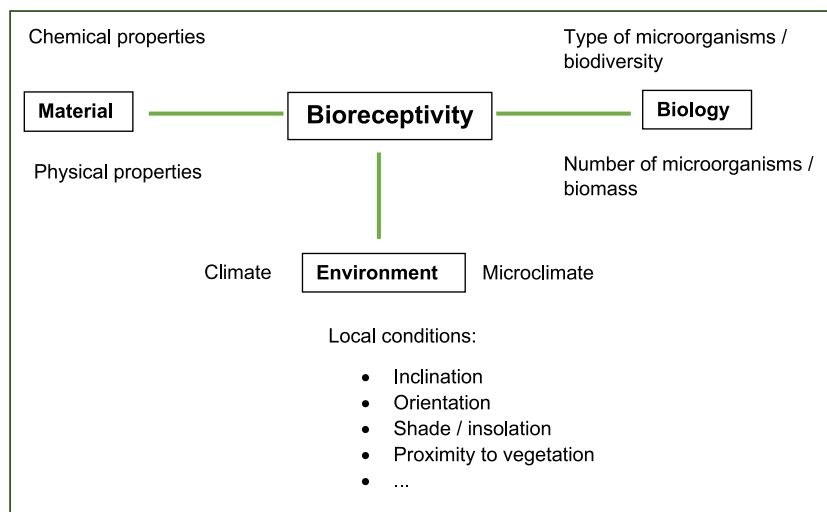 Chemical properties
Type of microorganisms /
biodiversity
Material
Bioreceptivity
Biology
Physical properties
Number of microorganisms /
biomass
Climate
Environment
Microclimate
Local conditions:
• Inclination
• Orientation
• Shade / insolation
• Proximity to vegetation
• ...